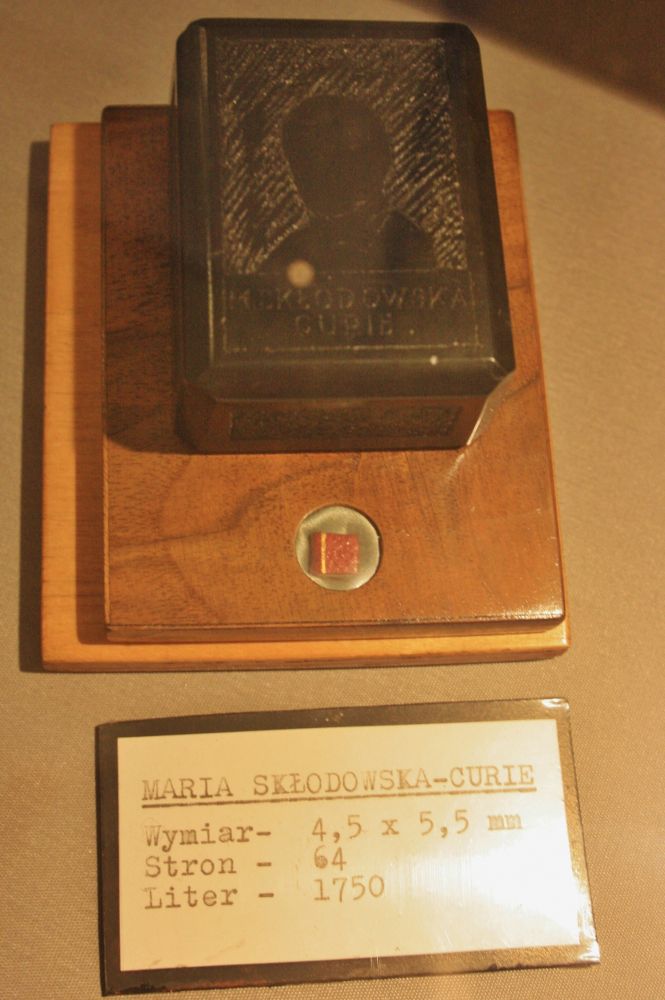 M. SKŁODOWSKA
CURIE.
MARIA SKŁODOWSKA-CURIE
Wymiar- 4,5 x 5,5 mm
Stron - 64
Liter - 1750